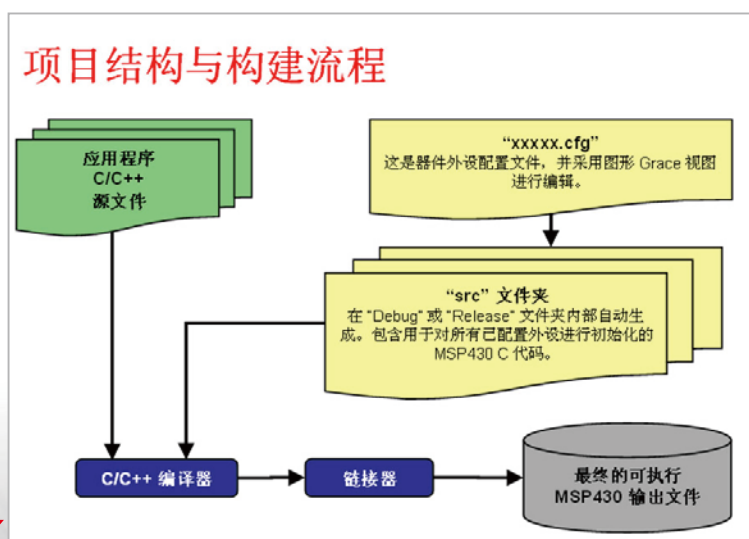 项目结构与构建流程
应用程序
C/C++
源文件
“xxxxx.cfg”
这是器件外设配置文件，并采用图形 Grace 视图
进行编辑。
“src” 文件夹
在 "Debug" 或 "Release" 文件夹内部自动生
成。包含用于对所有已配置外设进行初始化的
MSP430 C 代码。
C/C++ 编译器
链接器
最终的可执行
MSP430 输出文件